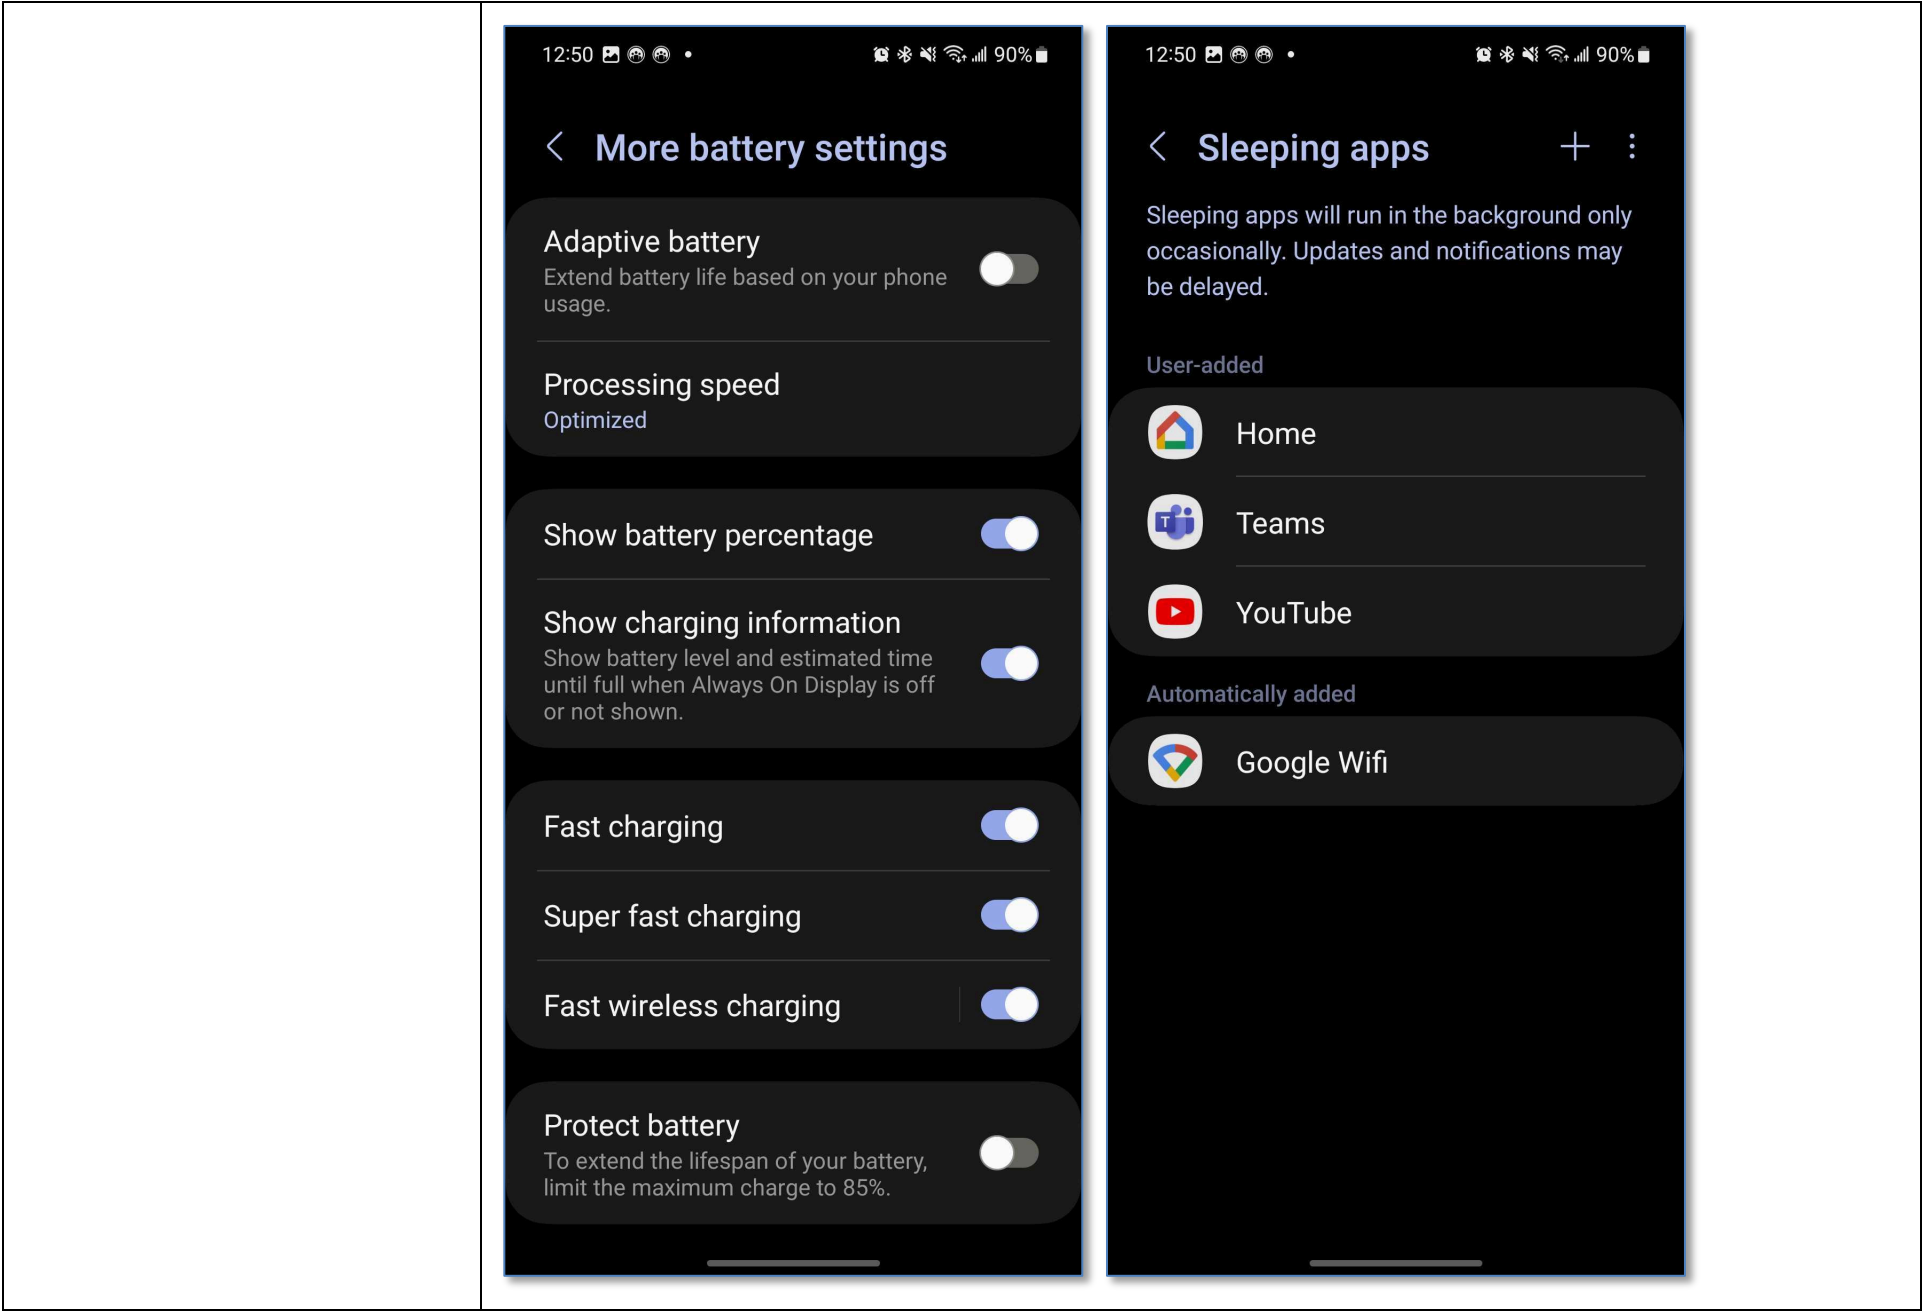 12:50
90%
More battery settings
Adaptive battery
Extend battery life based on your phone
usage.
Processing speed
Optimized
Show battery percentage
Show charging information
Show battery level and estimated time
until full when Always On Display is off
or not shown.
Fast charging
Super fast charging
Fast wireless charging
Protect battery
To extend the lifespan of your battery,
limit the maximum charge to 85%.
12:50
90%
Sleeping apps
Sleeping apps will run in the background only
occasionally. Updates and notifications may
be delayed.
User-added
Home
T
Teams
YouTube
Automatically added
Google Wifi